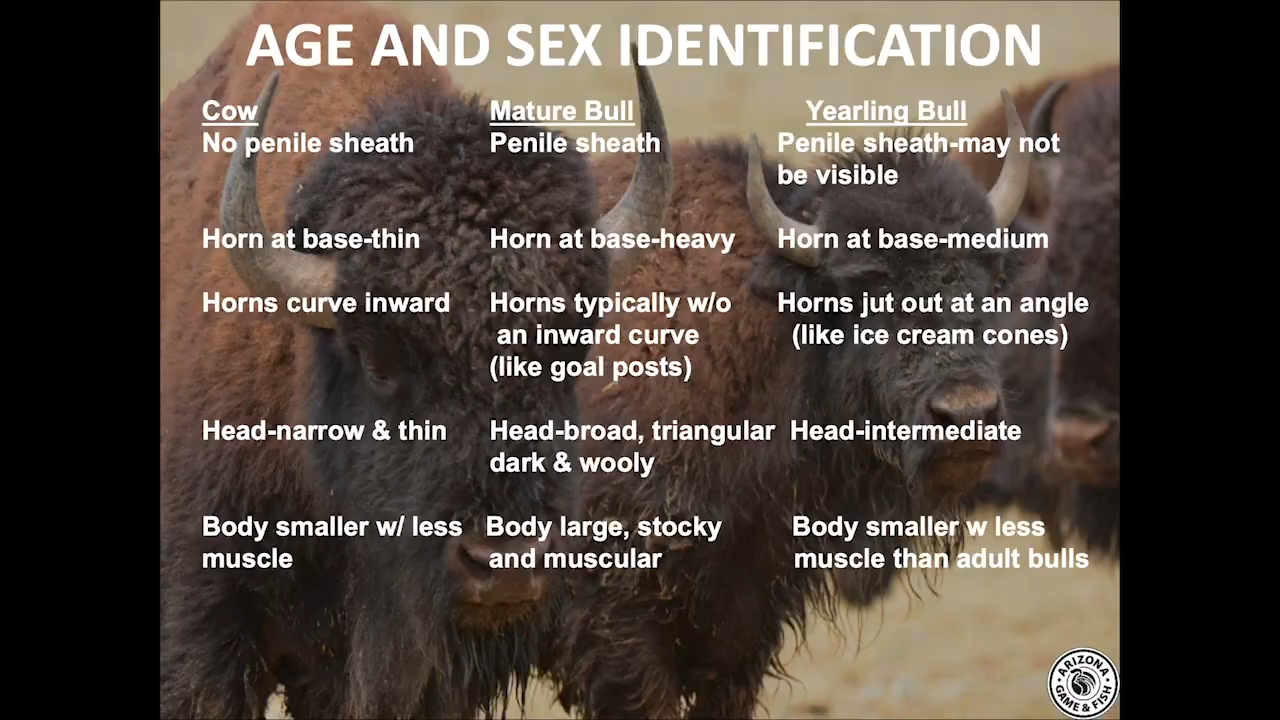 AGE AND SEX IDENTIFICATION
Cow
No penile sheath
Horn at base-thin
Horns curve inward
Head-narrow & thin
Body smaller w/ less
muscle
Mature Bull
Penile sheath
Horn at base-heavy
Horns typically w/o
an inward curve
(like goal posts)
Head-broad, triangular
dark & wooly
Body large, stocky
and muscular
Yearling Bull
Penile sheath-may not
be visible
Horn at base-medium
Horns jut out at an angle
(like ice cream cones)
Head-intermediate
Body smaller w less
muscle than adult bulls
ARIZONA
GAME & FISH